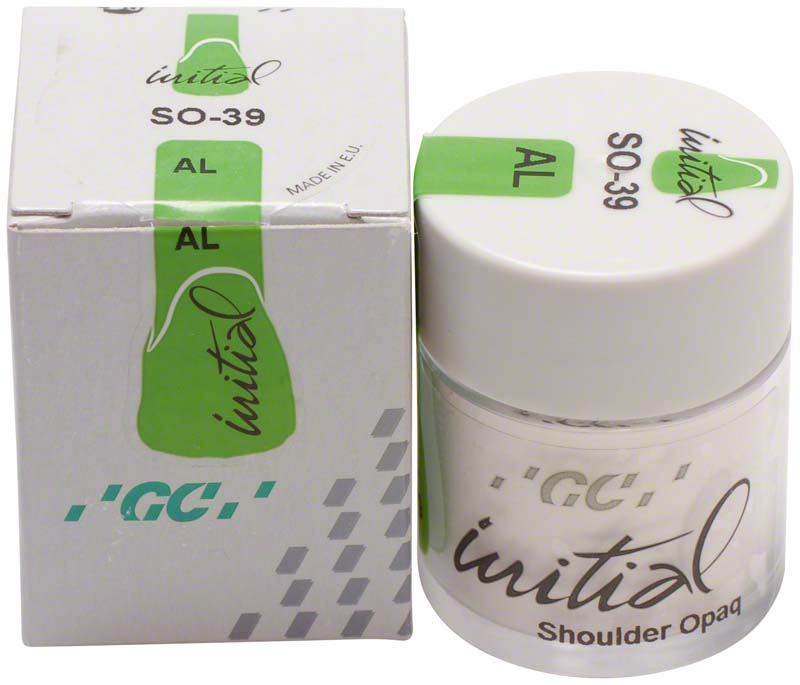 initial
SO-39
AL
MADE IN E.U.
AL
initial
GC
AL
SO-39
initial
GC
initial
Shoulder Opaq